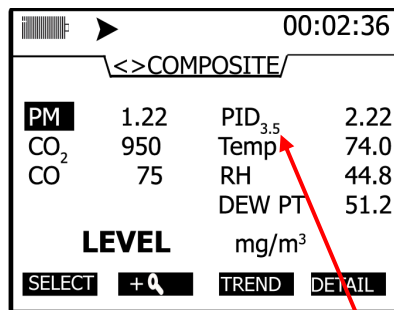 00:02:36
<>COMPOSITE
PM 1.22 PID3.5 2.22
CO2 950 Temp 74.0
CO 75 RH 44.8
DEW PT 51.2
LEVEL mg/m³
SELECT + TREND DETAIL